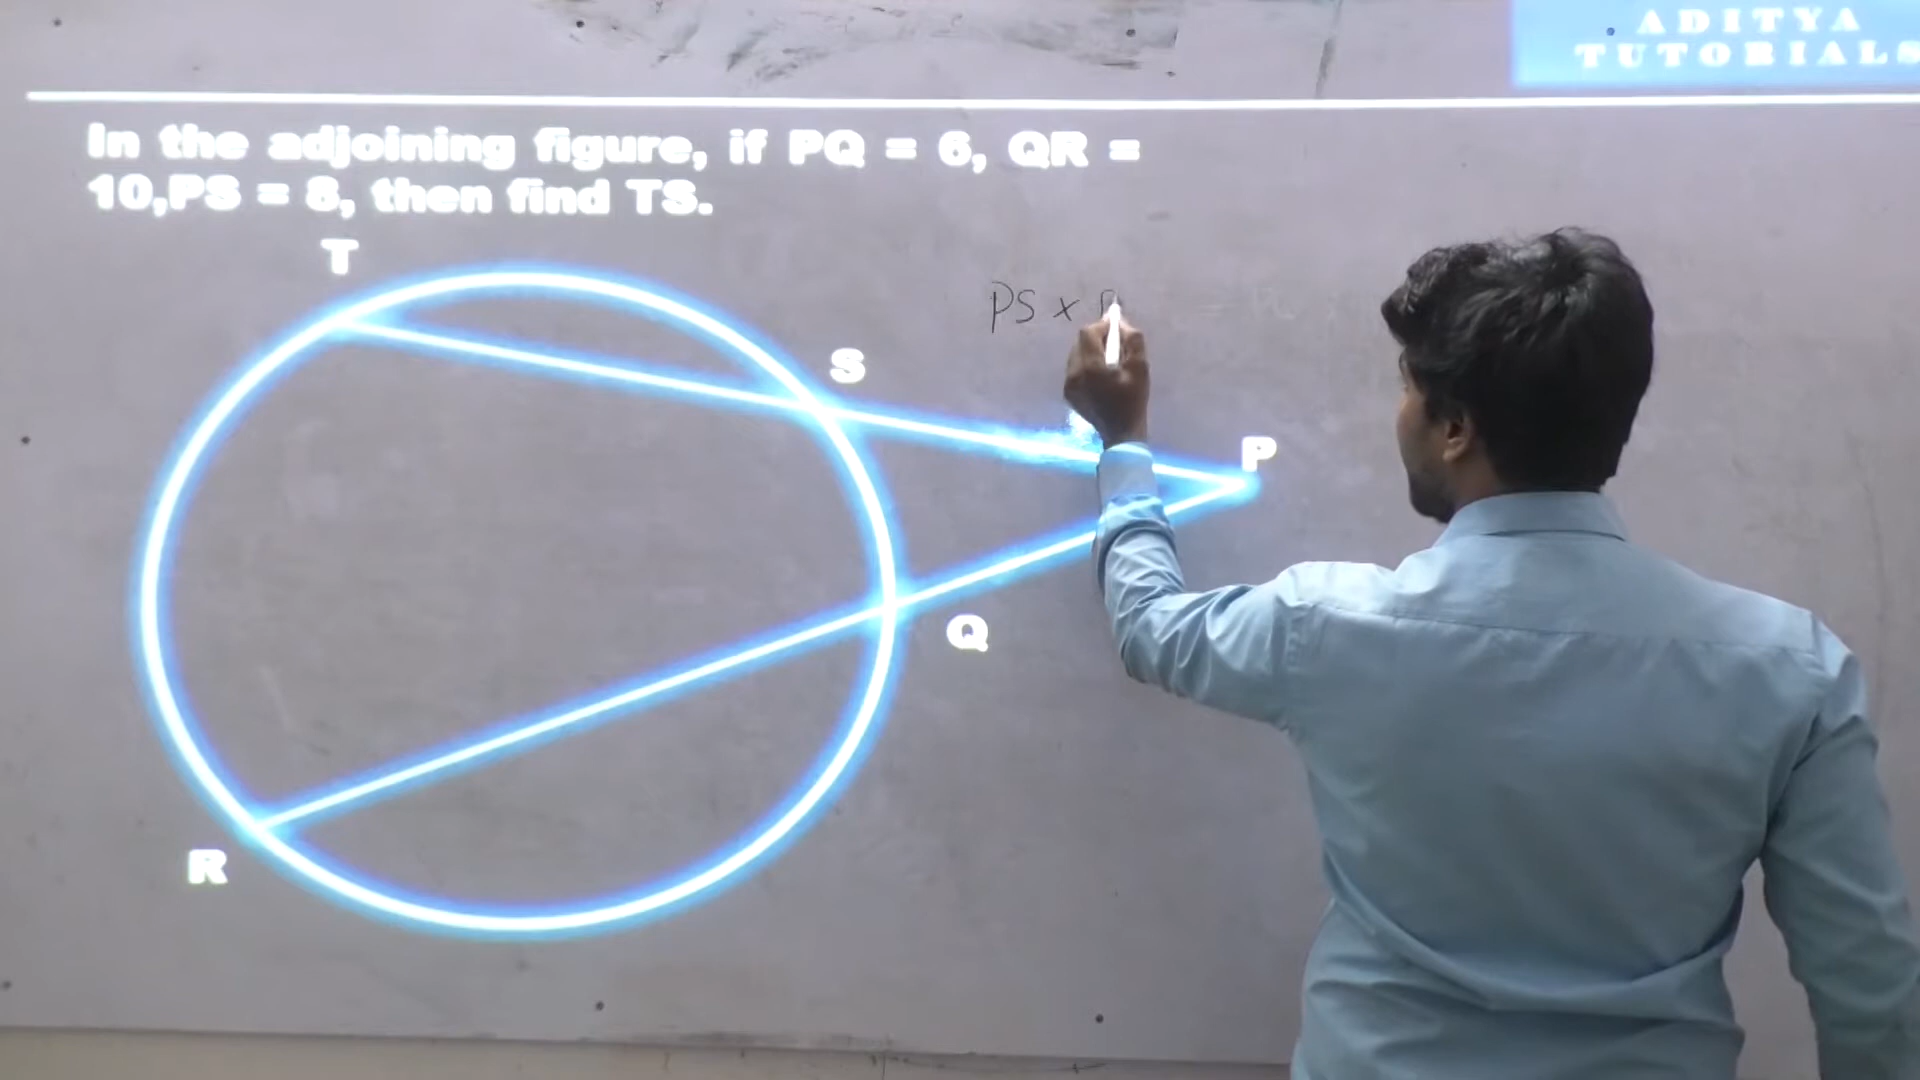 ADITYA
TUTORIALS
In the adjoining figure, if PQ = 6, QR =
10,PS = 8, then find TS.
T
S
P
Q
R
PS ×